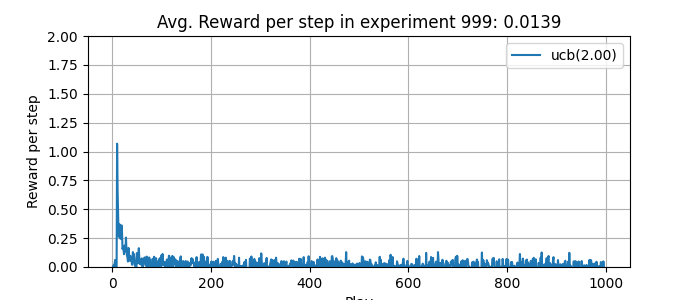 Avg. Reward per step in experiment 999: 0.0139
ucb(2.00)
Reward per step
2.00
1.75
1.50
1.25
1.00
0.75
0.50
0.25
0.00
0 200 400 600 800 1000
Play